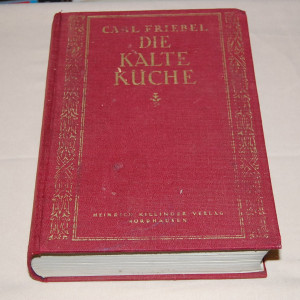 CARL FRIEBEL
DIE
KALTE
KÜCHE
HEINRICH KILLINGER VERLAG
NORDHAUSEN